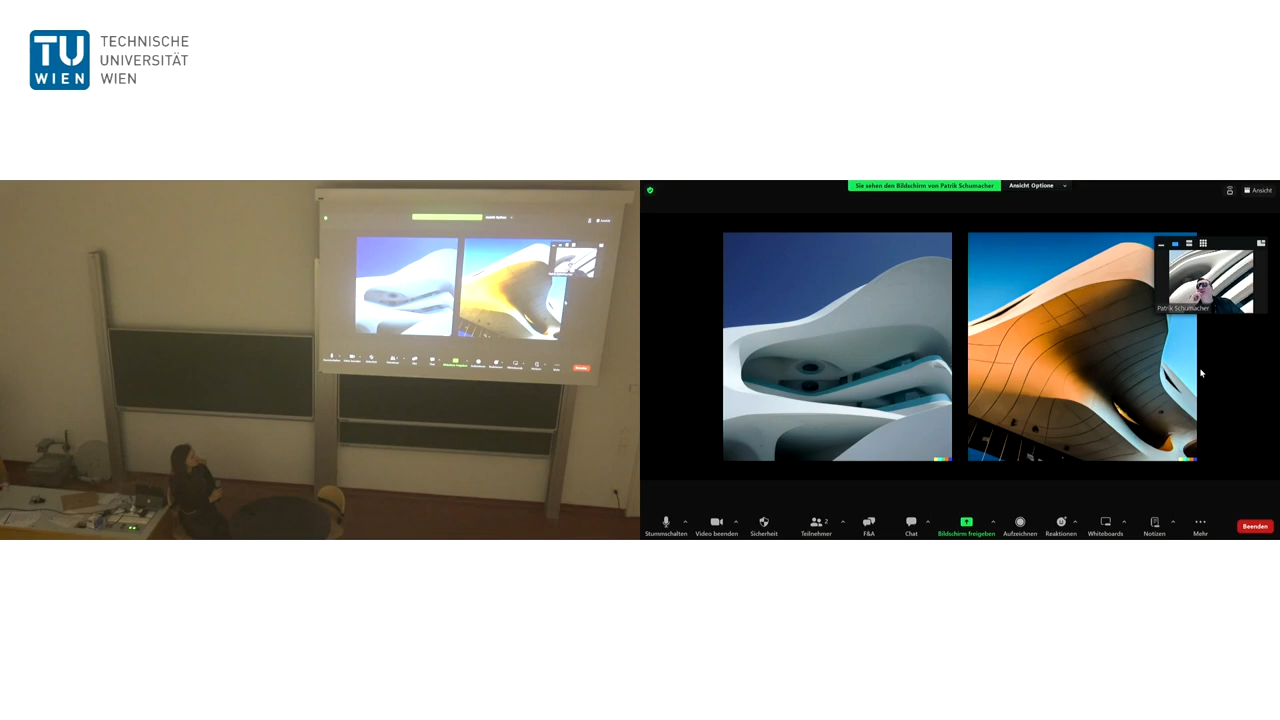 TU
WIEN
TECHNISCHE
UNIVERSITÄT
WIEN
Sie sehen den Bildschirm von Patrik Schumacher
Ansicht Optione
Ansicht
Patrik Schumacher
Stummschalten
Video beenden
Sicherheit
2
Teilnehmer
F&A
Chat
Bildschirm freigeben
Aufzeichnen
Reaktionen
Whiteboards
Notizen
Mehr
Beenden